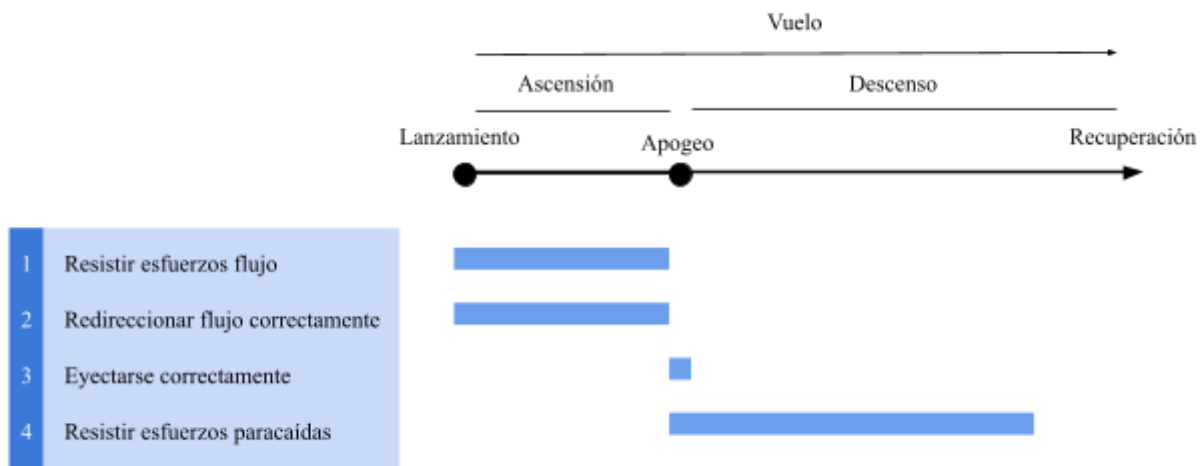 Vuelo
Ascensión
Descenso
Lanzamiento
Apogeo
Recuperación
1 Resistir esfuerzos flujo
2 Redireccionar flujo correctamente
3 Eyectarse correctamente
4 Resistir esfuerzos paracaídas